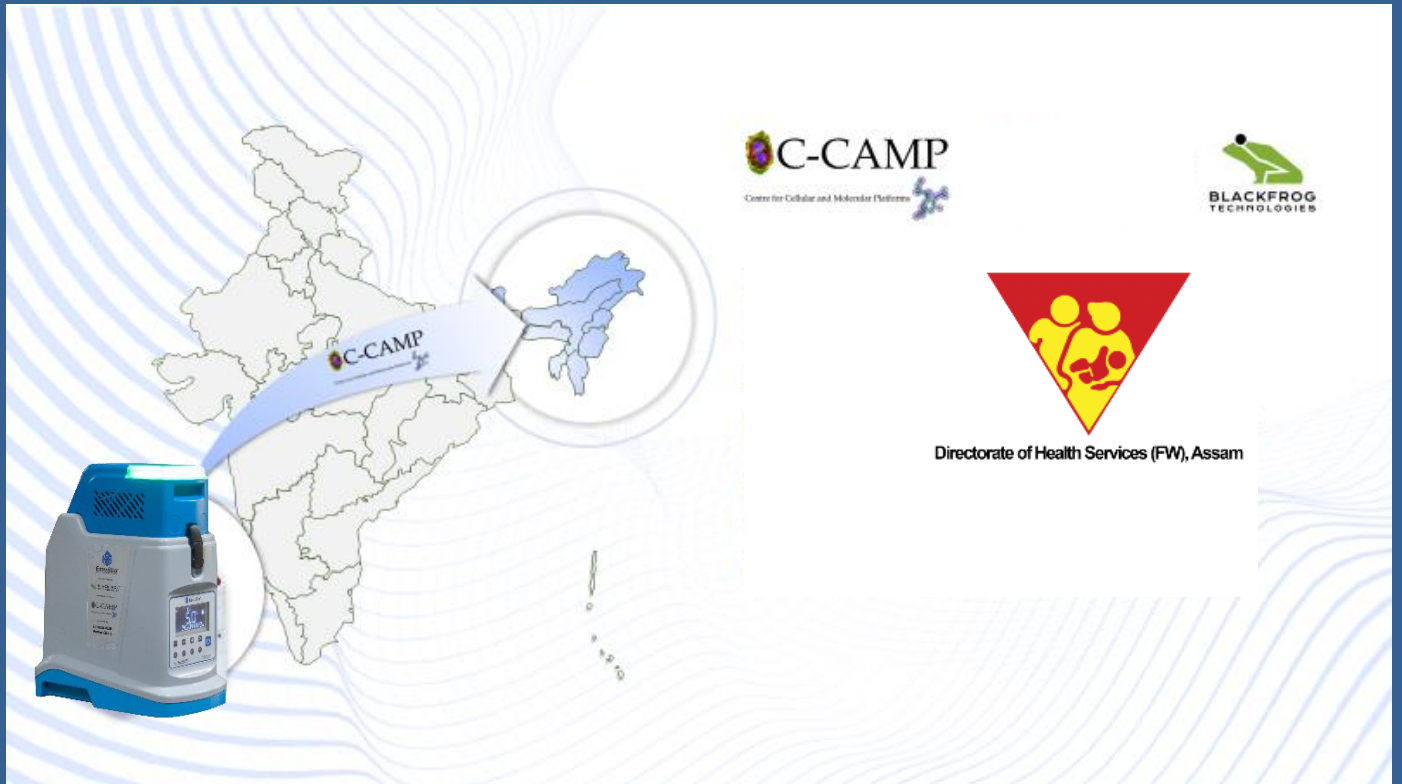 C-CAMP
Centre for Cellular and Molecular Platforms
BLACKFROG
TECHNOLOGIES
C-CAMP
Directorate of Health Services (FW), Assam
C-CAMP